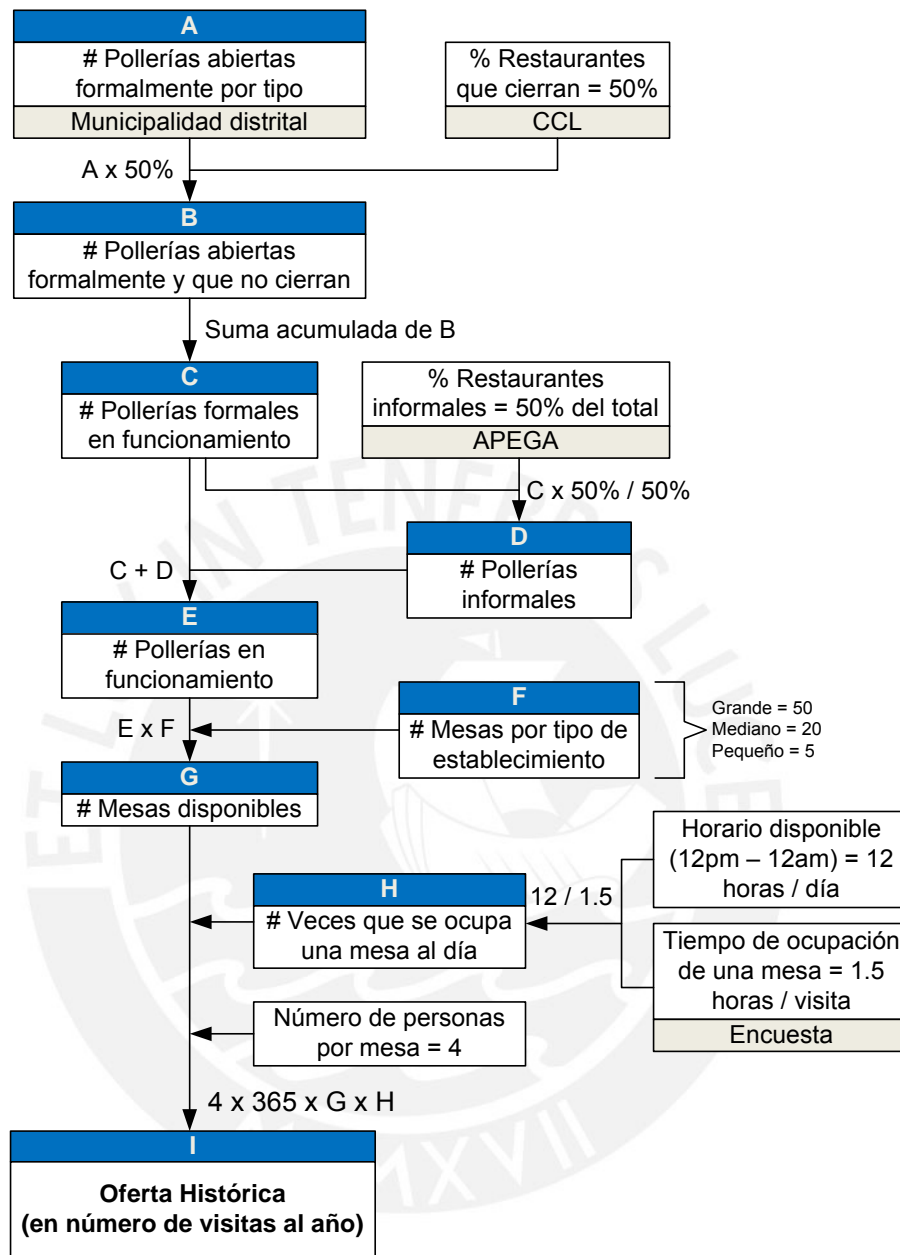 A
# Pollerías abiertas
formalmente por tipo
Municipalidad distrital
% Restaurantes
que cierran = 50%
CCL
A x 50%
B
# Pollerías abiertas
formalmente y que no cierran
Suma acumulada de B
C
# Pollerías formales
en funcionamiento
% Restaurantes
informales = 50% del total
APEGA
C x 50% / 50%
D
# Pollerías
informales
C + D
E
# Pollerías en
funcionamiento
F
# Mesas por tipo de
establecimiento
Grande = 50
Mediano = 20
Pequeño = 5
E x F
G
# Mesas disponibles
Horario disponible
(12pm – 12am) = 12
horas / día
H
# Veces que se ocupa
una mesa al día
12 / 1.5
Tiempo de ocupación
de una mesa = 1.5
horas / visita
Encuesta
Número de personas
por mesa = 4
4 x 365 x G x H
I
Oferta Histórica
(en número de visitas al año)